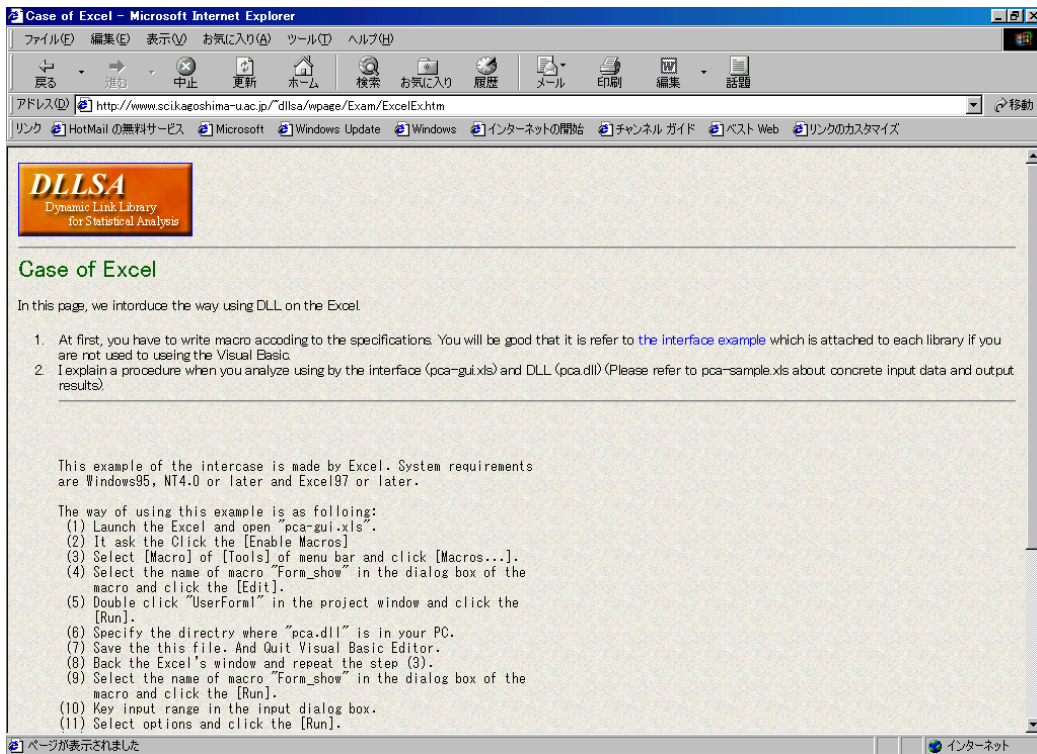 Case of Excel - Microsoft Internet Explorer
ファイル(F) 編集(E) 表示(V) お気に入り(A) ツール(T) ヘルプ(H)
戻る 進む 中止 更新 ホーム 検索 お気に入り 履歴 メール 印刷 編集 話題
アドレス(D) http://www.sci.kagoshima-u.ac.jp/~dllsa/wpage/Exam/ExcelEx.htm 移動
リンク HotMail の無料サービス Microsoft Windows Update Windows インターネットの開始 チャンネル ガイド ベスト Web リンクのカスタマイズ
DLLSA
Dynamic Link Library
for Statistical Analysis
Case of Excel
In this page, we intorduce the way using DLL on the Excel.
1. At first, you have to write macro accoding to the specifications. You will be good that it is refer to the interface example which is attached to each library if you
are not used to useing the Visual Basic.
2. I explain a procedure when you analyze using by the interface (pca-gui.xls) and DLL (pca.dll) (Please refer to pca-sample.xls about concrete input data and output
results).
This example of the intercase is made by Excel. System requirements
are Windows95, NT4.0 or later and Excel97 or later.
The way of using this example is as folloing:
(1) Launch the Excel and open "pca-gui.xls".
(2) It ask the Click the [Enable Macros]
(3) Select [Macro] of [Tools] of menu bar and click [Macros...].
(4) Select the name of macro "Form_show" in the dialog box of the
macro and click the [Edit].
(5) Double click "UserForm1" in the project window and click the
[Run].
(6) Specify the directry where "pca.dll" is in your PC.
(7) Save the this file. And Quit Visual Basic Editor.
(8) Back the Excel's window and repeat the step (3).
(9) Select the name of macro "Form_show" in the dialog box of the
macro and click the [Run].
(10) Key input range in the input dialog box.
(11) Select options and click the [Run].
ページが表示されました インターネット